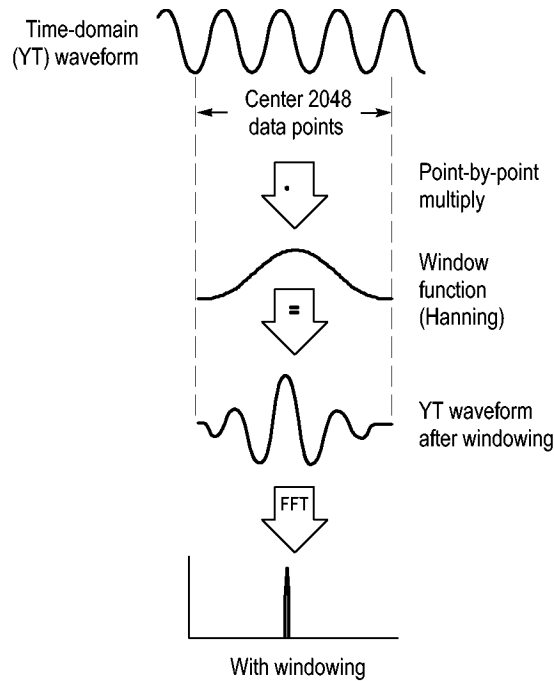 Time-domain
(YT) waveform
Center 2048
data points
Point-by-point
multiply
Window
function
(Hanning)
=
YT waveform
after windowing
FFT
With windowing